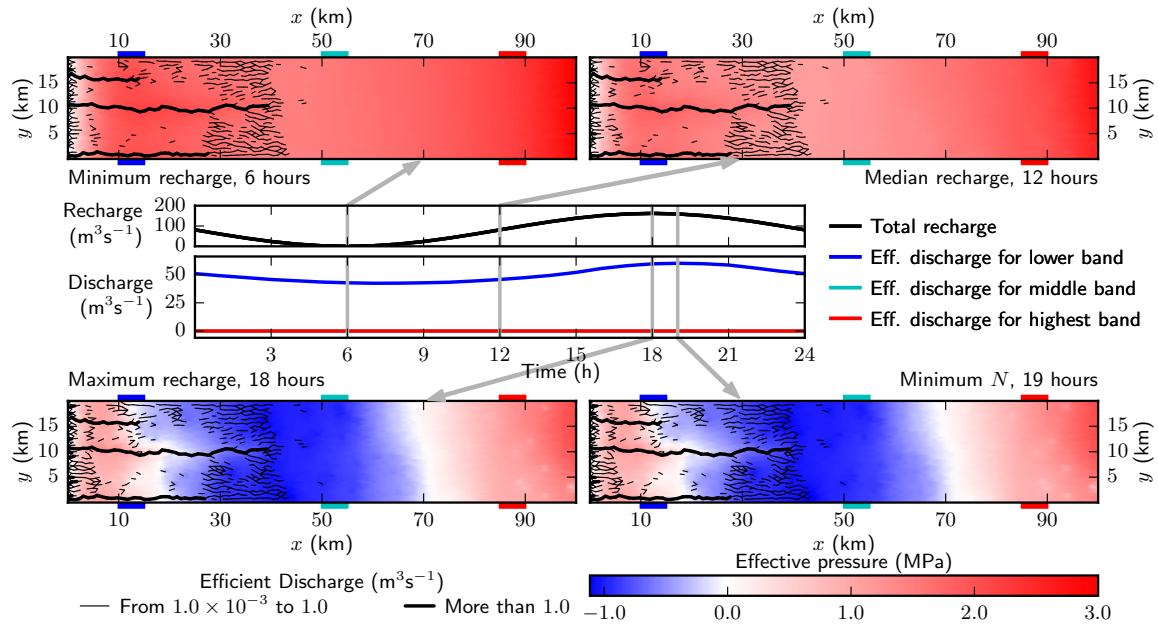 x (km) x (km)
10 30 50 70 90 10 30 50 70 90
y (km) 15 10 5 15 10 5 y (km)
Minimum recharge, 6 hours Median recharge, 12 hours
Recharge (m³s⁻¹) 200 100 0
Discharge (m³s⁻¹) 50 25 0
3 6 9 12 15 18 21 24
Time (h)
Total recharge
Eff. discharge for lower band
Eff. discharge for middle band
Eff. discharge for highest band
Maximum recharge, 18 hours Minimum N, 19 hours
y (km) 15 10 5 15 10 5 y (km)
10 30 50 70 90 10 30 50 70 90
x (km) x (km)
Efficient Discharge (m³s⁻¹)
From 1.0 × 10⁻³ to 1.0 More than 1.0
Effective pressure (MPa)
−1.0 0.0 1.0 2.0 3.0